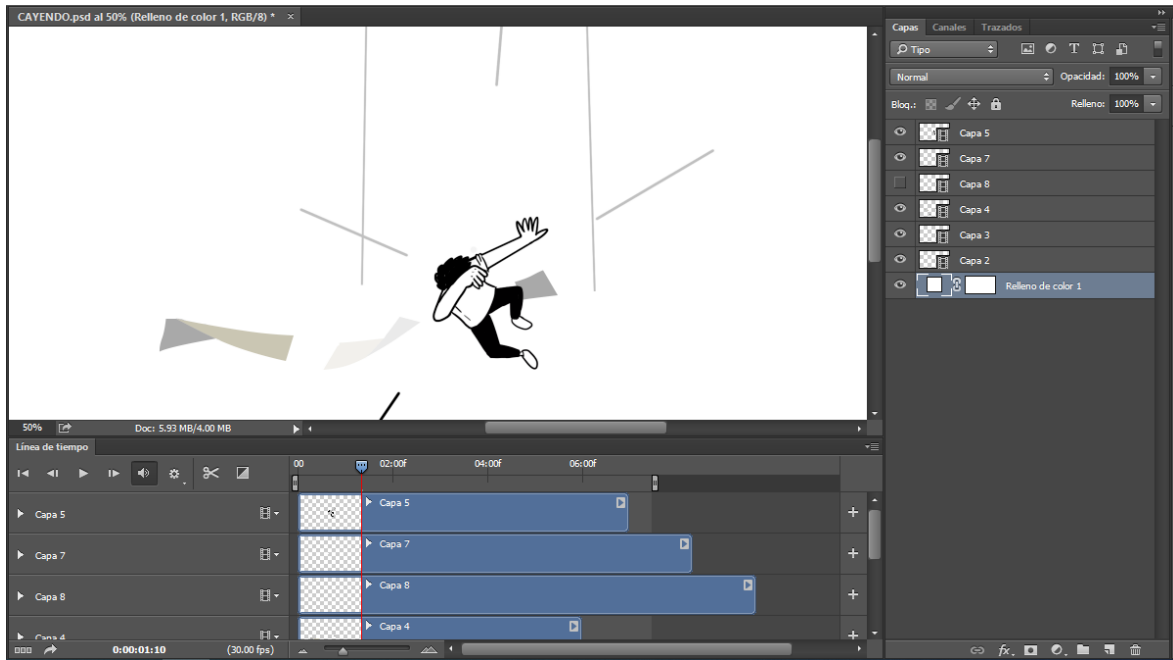 CAYENDO.psd al 50% (Relleno de color 1, RGB/8) * ×
Capas Canales Trazados
Tipo
Normal Opacidad: 100%
Bloq.: Relleno: 100%
Capa 5
Capa 7
Capa 8
Capa 4
Capa 3
Capa 2
Relleno de color 1
50% Doc: 5.93 MB/4.00 MB
Línea de tiempo
00 02:00f 04:00f 06:00f
Capa 5 Capa 5
Capa 7 Capa 7
Capa 8 Capa 8
Capa 4 Capa 4
0:00:01:10 (30.00 fps)
fx.